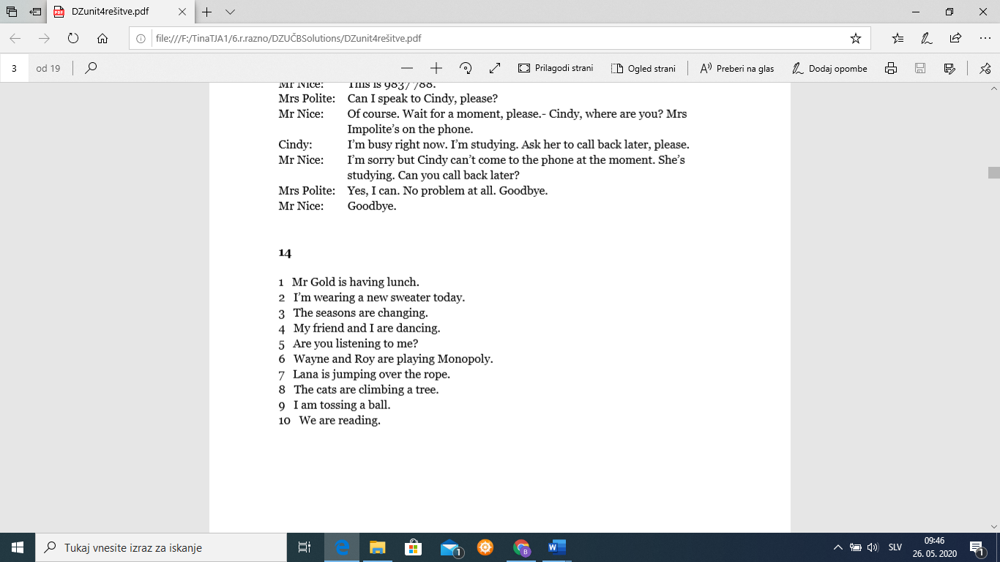 DZunit4rešitve.pdf
file:///F:/TinaTJA1/6.r.razno/DZUČBSolutions/DZunit4rešitve.pdf
3 od 19 Prilagodi strani Ogled strani Preberi na glas Dodaj opombe
Mr Nice: This is 9837788.
Mrs Polite: Can I speak to Cindy, please?
Mr Nice: Of course. Wait for a moment, please.- Cindy, where are you? Mrs
Impolite’s on the phone.
Cindy: I’m busy right now. I’m studying. Ask her to call back later, please.
Mr Nice: I’m sorry but Cindy can’t come to the phone at the moment. She’s
studying. Can you call back later?
Mrs Polite: Yes, I can. No problem at all. Goodbye.
Mr Nice: Goodbye.
14
1 Mr Gold is having lunch.
2 I’m wearing a new sweater today.
3 The seasons are changing.
4 My friend and I are dancing.
5 Are you listening to me?
6 Wayne and Roy are playing Monopoly.
7 Lana is jumping over the rope.
8 The cats are climbing a tree.
9 I am tossing a ball.
10 We are reading.
Tukaj vnesite izraz za iskanje
1
B
SLV
09:46
26. 05. 2020
1